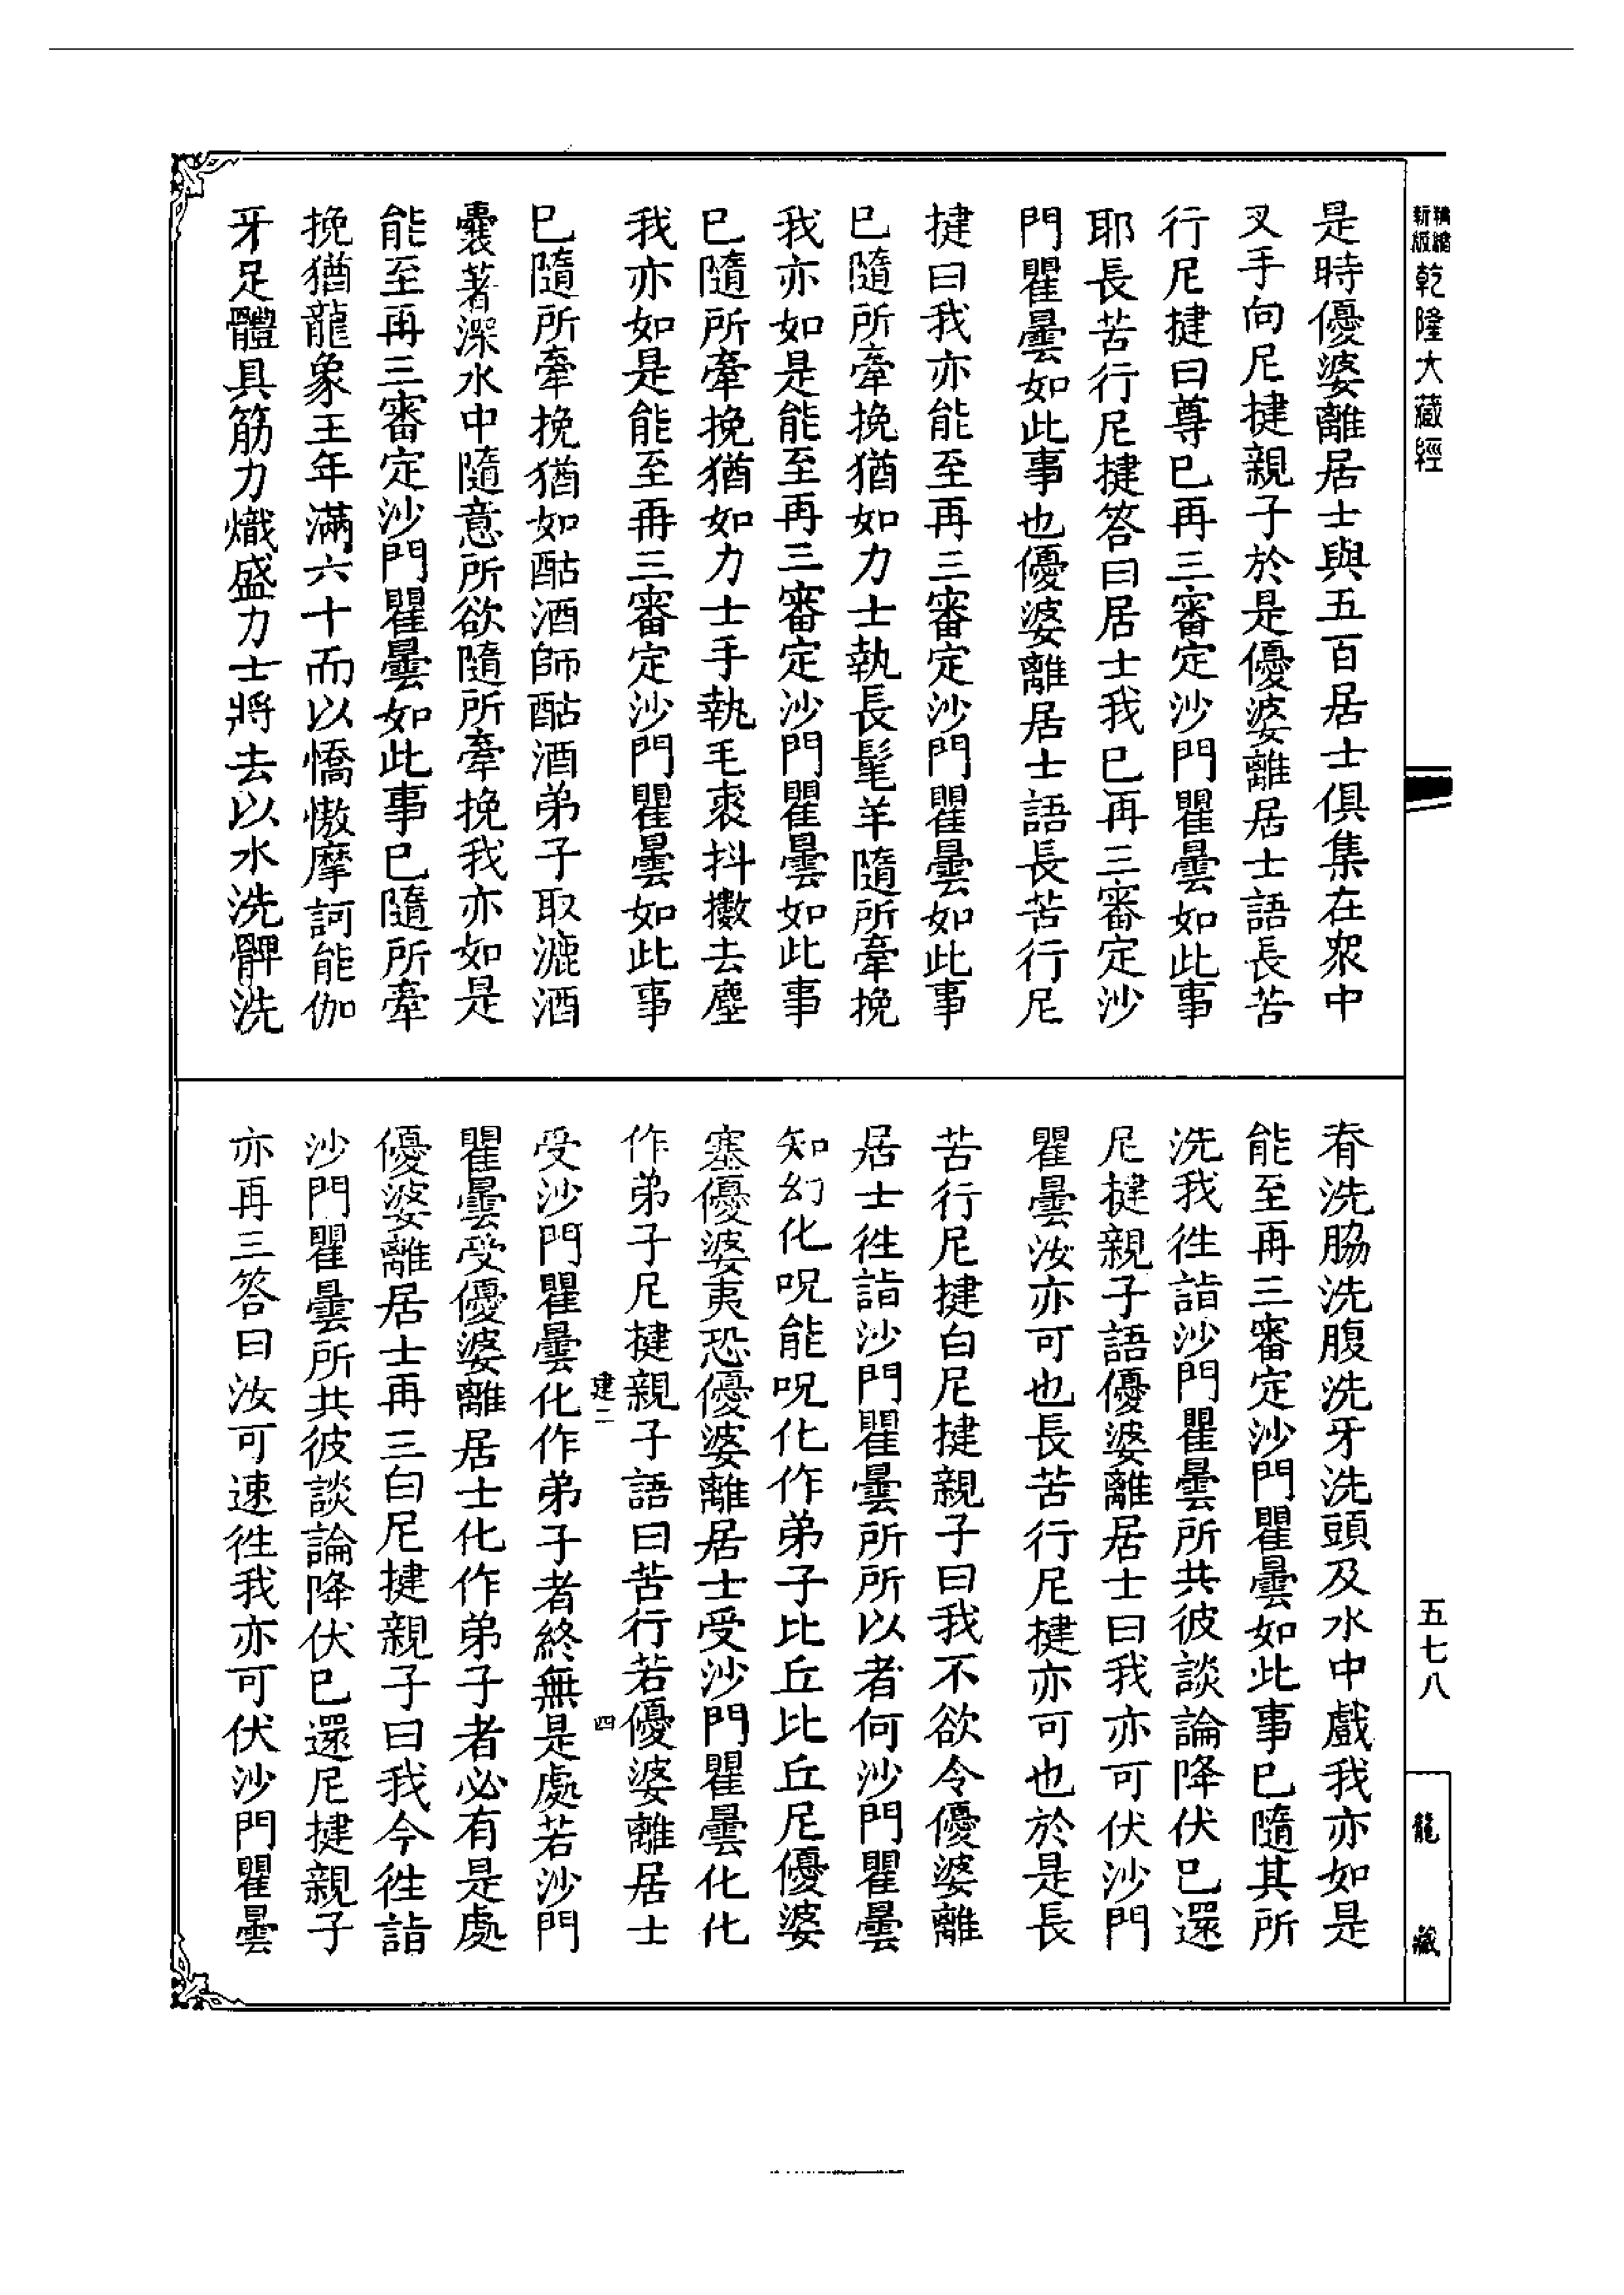 精縮新版乾隆大藏經
是時優婆離居士與五百居士俱集在衆中
叉手向尼揵親子於是優婆離居士語長苦
行尼揵曰尊已再三審定沙門瞿曇如此事
耶長苦行尼揵答曰居士我已再三審定沙
門瞿曇如此事也優婆離居士語長苦行尼
揵曰我亦能至再三審定沙門瞿曇如此事
已隨所牽挽猶如力士執長髦羊隨所牽挽
我亦如是能至再三審定沙門瞿曇如此事
已隨所牽挽猶如力士手執毛裘抖擻去塵
我亦如是能至再三審定沙門瞿曇如此事
已隨所牽挽猶如酤酒師酤酒弟子取漉酒
囊著深水中隨意所欲隨所牽挽我亦如是
能至再三審定沙門瞿曇如此事已隨所牽
挽猶龍象王年滿六十而以憍慠摩訶能伽
牙足體具筋力熾盛力士將去以水洗髀洗
脊洗脇洗腹洗牙洗頭及水中戲我亦如是
能至再三審定沙門瞿曇如此事已隨其所
洗我徃詣沙門瞿曇所共彼談論降伏已還
尼揵親子語優婆離居士曰我亦可伏沙門
瞿曇汝亦可也長苦行尼揵亦可也於是長
苦行尼揵白尼揵親子曰我不欲令優婆離
居士徃詣沙門瞿曇所所以者何沙門瞿曇
知幻化呪能呪化作弟子比丘比丘尼優婆
塞優婆夷恐優婆離居士受沙門瞿曇化化
作弟子尼揵親子語曰苦行若優婆離居士
建二 四
受沙門瞿曇化作弟子者終無是處若沙門
瞿曇受優婆離居士化作弟子者必有是處
優婆離居士再三白尼揵親子曰我今徃詣
沙門瞿曇所共彼談論降伏已還尼揵親子
亦再三答曰汝可速徃我亦可伏沙門瞿曇
五七八
龍藏